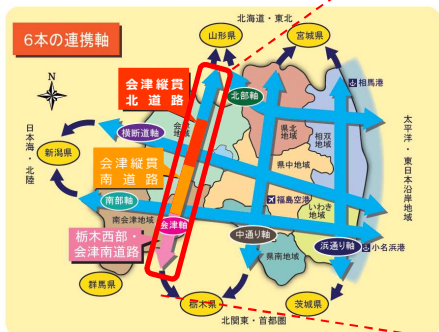 北海道・東北
6本の連携軸
山形県
宮城県
N
会津縦貫
北道路
北部軸
相馬港
日本海・北陸
横断道軸
会津地域
県北
地域
相双
地域
太平洋・東日本沿岸地域
新潟県
会津縦貫
南道路
県中地域
福島空港
南部軸
いわき
地域
南会津地域
会津軸
中通り軸
浜通り軸
小名浜港
栃木西部・
会津南道路
県南地域
群馬県
栃木県
茨城県
北関東・首都圏